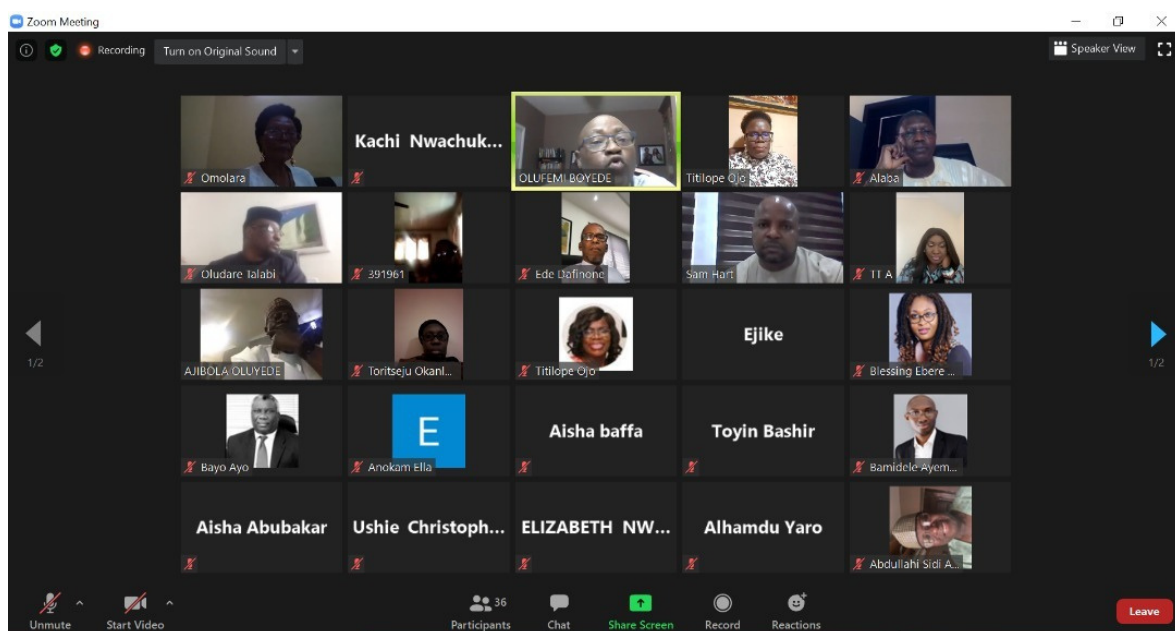 Zoom Meeting
Recording
Turn on Original Sound
Speaker View
Omolara
Kachi Nwachuk...
OLUFEMI BOYEDE
Titilope Ojo
Alaba
Oludare Talabi
391961
Ede Dafinone
Sam Hart
TT A
AJIBOLA OLUYEDE
Toritseju Okanl...
Titilope Ojo
Ejike
Blessing Ebere ...
1/2
1/2
Bayo Ayo
E
Anokam Ella
Aisha baffa
Toyin Bashir
Bamidele Ayem...
Aisha Abubakar
Ushie Christoph...
ELIZABETH NW...
Alhamdu Yaro
Abdullahi Sidi A...
Unmute
Start Video
36
Participants
Chat
Share Screen
Record
Reactions
Leave